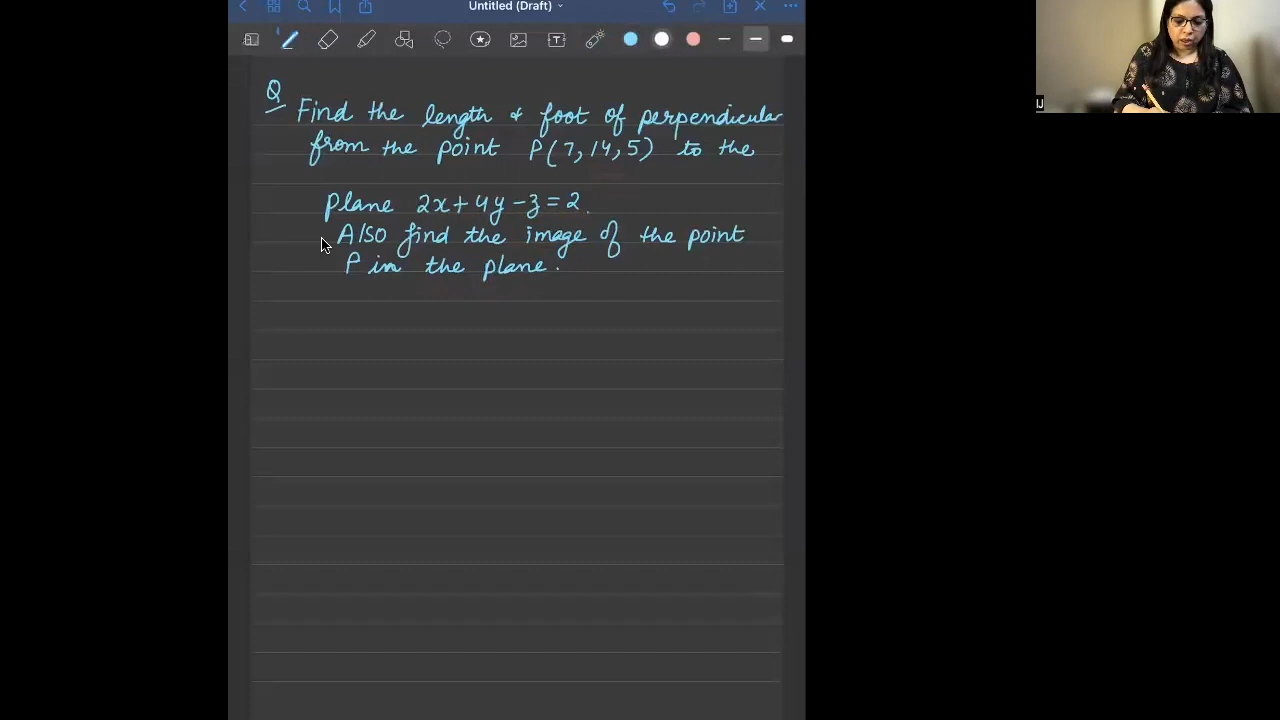 Untitled (Draft)
Q
Find the length & foot of perpendicular
from the point P(7, 14, 5) to the
Plane 2x + 4y - z = 2.
Also find the image of the point
P in the plane.
IJ